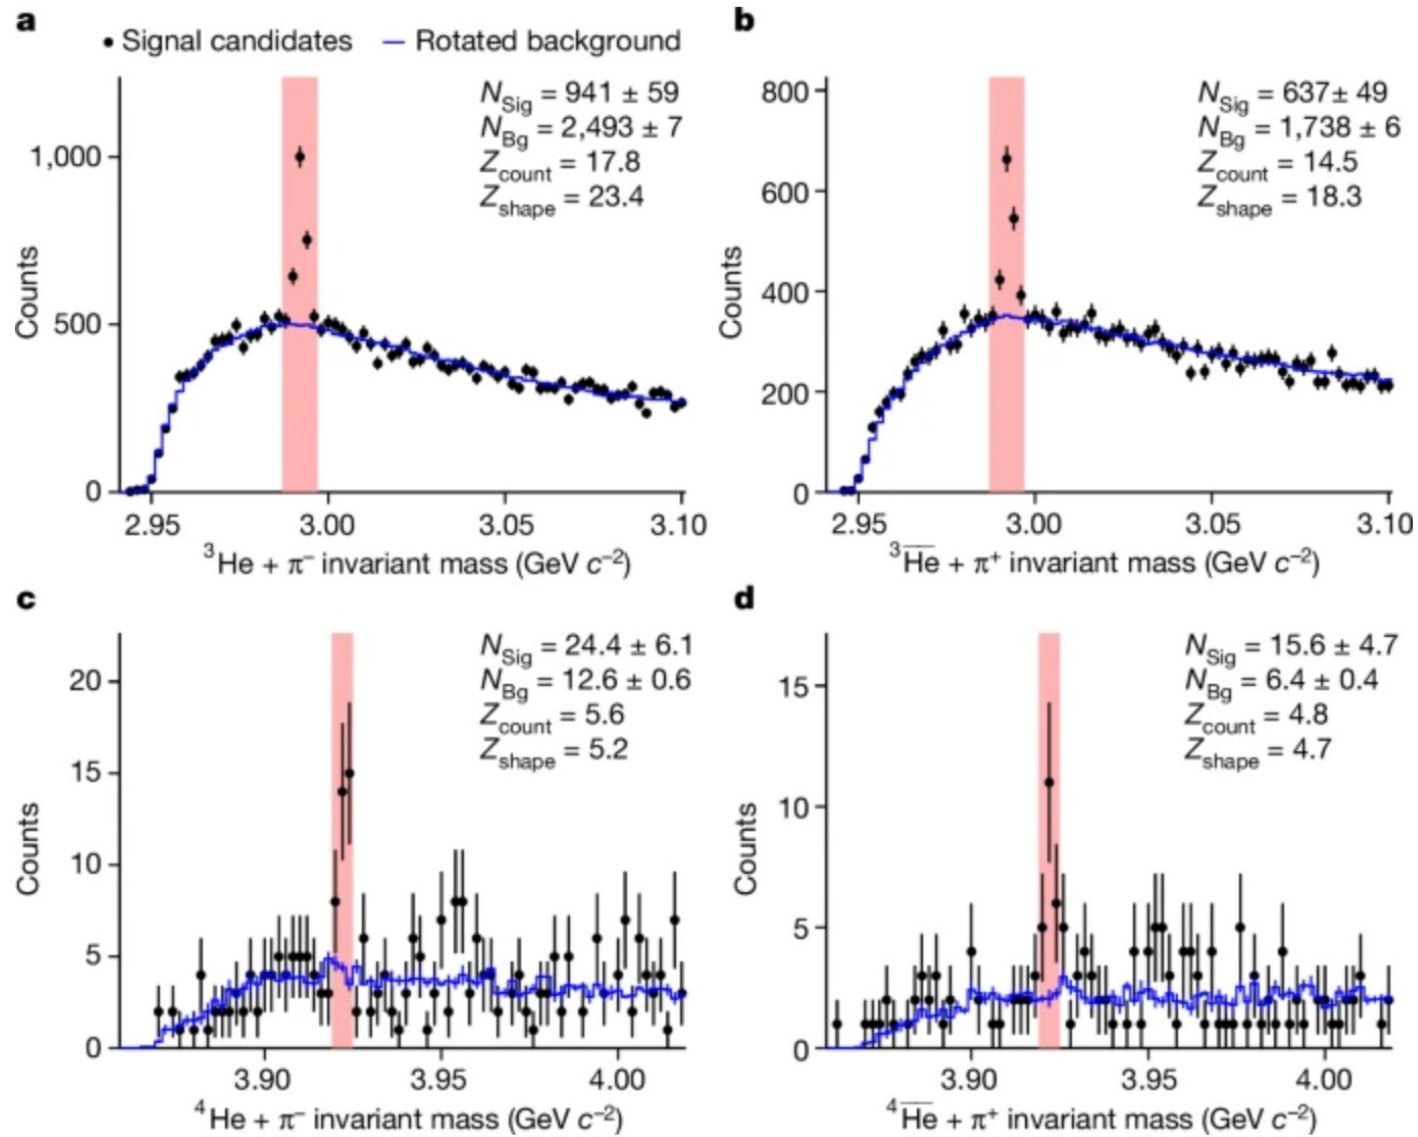 a
Signal candidates — Rotated background
N_Sig = 941 ± 59
N_Bg = 2,493 ± 7
Z_count = 17.8
Z_shape = 23.4
1,000
500
0
Counts
2.95 3.00 3.05 3.10
³He + π⁻ invariant mass (GeV c⁻²)
b
N_Sig = 637± 49
N_Bg = 1,738 ± 6
Z_count = 14.5
Z_shape = 18.3
800
600
400
200
0
Counts
2.95 3.00 3.05 3.10
³H̅e̅ + π⁺ invariant mass (GeV c⁻²)
c
N_Sig = 24.4 ± 6.1
N_Bg = 12.6 ± 0.6
Z_count = 5.6
Z_shape = 5.2
20
15
10
5
0
Counts
3.90 3.95 4.00
⁴He + π⁻ invariant mass (GeV c⁻²)
d
N_Sig = 15.6 ± 4.7
N_Bg = 6.4 ± 0.4
Z_count = 4.8
Z_shape = 4.7
15
10
5
0
Counts
3.90 3.95 4.00
⁴H̅e̅ + π⁺ invariant mass (GeV c⁻²)